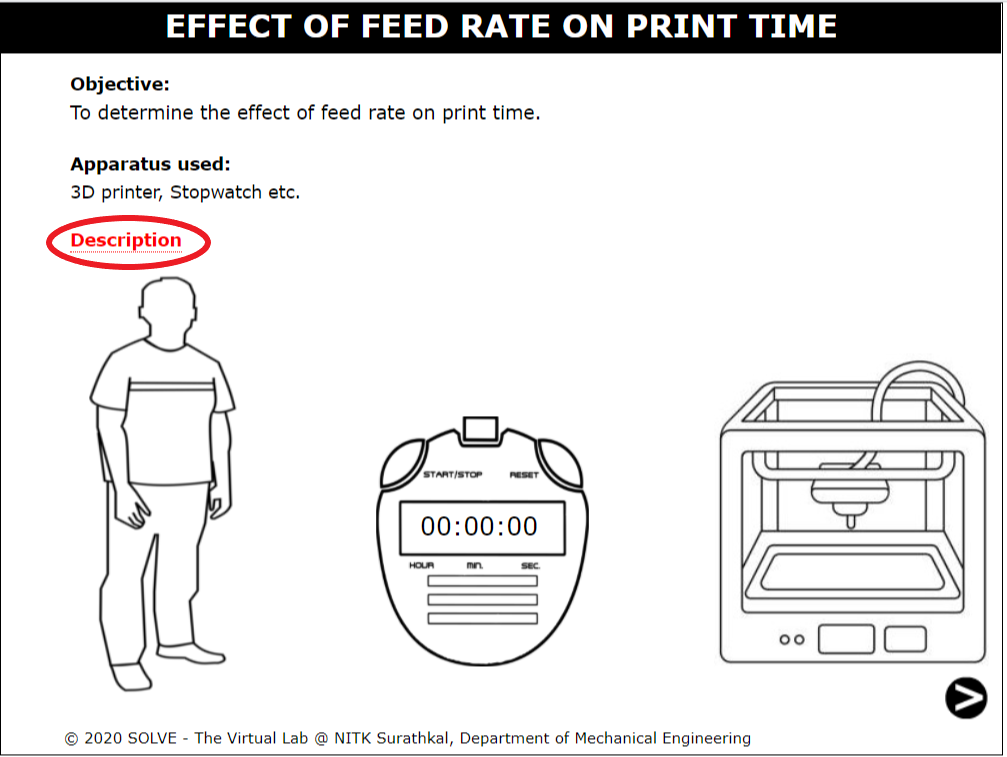 EFFECT OF FEED RATE ON PRINT TIME
Objective:
To determine the effect of feed rate on print time.
Apparatus used:
3D printer, Stopwatch etc.
Description
START/STOP RESET
00:00:00
HOUR MIN. SEC.
© 2020 SOLVE - The Virtual Lab @ NITK Surathkal, Department of Mechanical Engineering